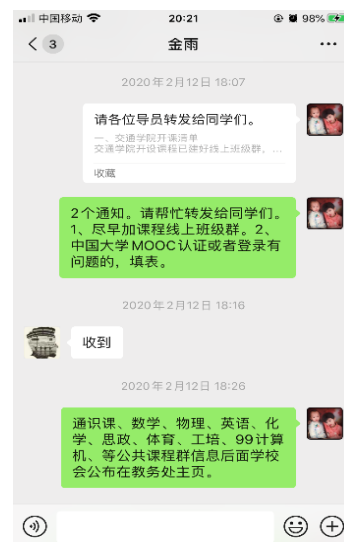 中国移动
20:21
98%
3
金雨
2020年2月12日 18:07
请各位导员转发给同学们。
一、交通学院开课清单
交通学院开设课程已建好线上班级群，...
收藏
2个通知。请帮忙转发给同学们。
1、尽早加课程线上班级群。2、
中国大学MOOC认证或者登录有
问题的，填表。
2020年2月12日 18:16
收到
2020年2月12日 18:26
通识课、数学、物理、英语、化
学、思政、体育、工培、99计算
机、等公共课程群信息后面学校
会公布在教务处主页。